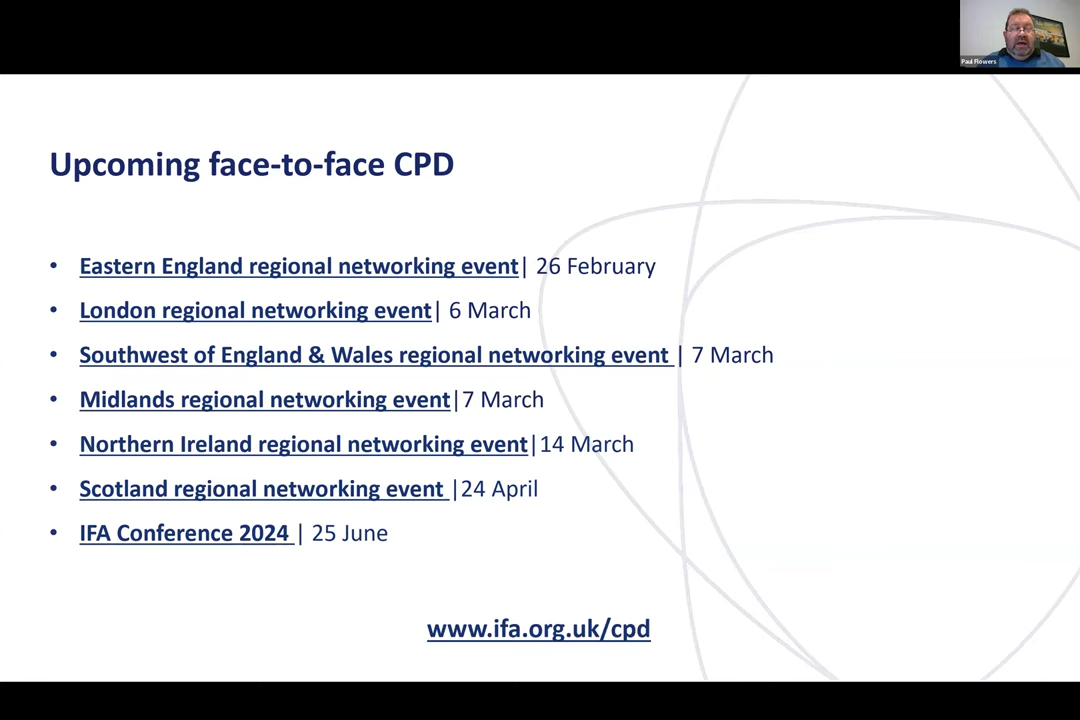 Paul Flowers
Upcoming face-to-face CPD
• Eastern England regional networking event| 26 February
• London regional networking event| 6 March
• Southwest of England & Wales regional networking event | 7 March
• Midlands regional networking event|7 March
• Northern Ireland regional networking event|14 March
• Scotland regional networking event |24 April
• IFA Conference 2024 | 25 June
www.ifa.org.uk/cpd